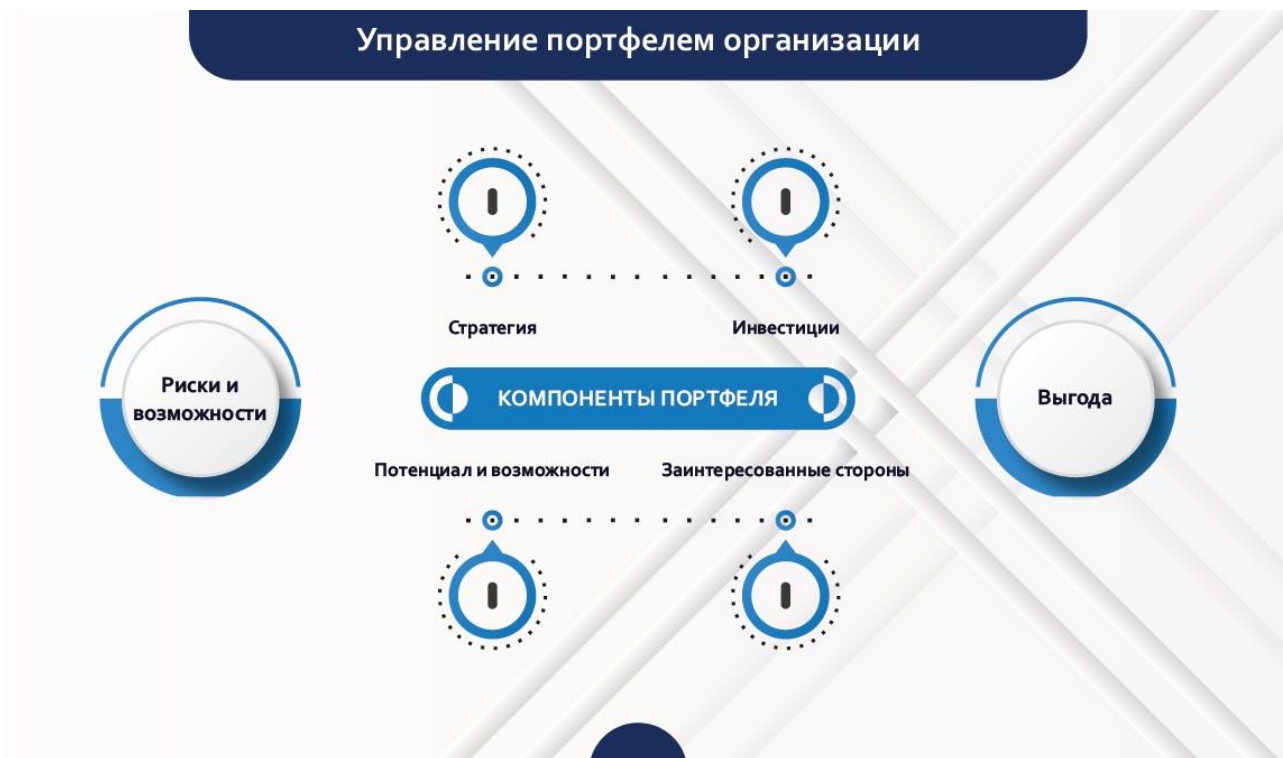 Управление портфелем организации
Стратегия
Инвестиции
Риски и
возможности
КОМПОНЕНТЫ ПОРТФЕЛЯ
Выгода
Потенциал и возможности
Заинтересованные стороны